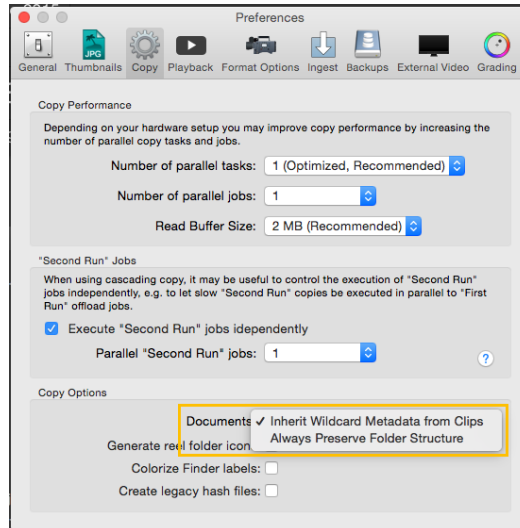 Preferences
JPG
General Thumbnails Copy Playback Format Options Ingest Backups External Video Grading
Copy Performance
Depending on your hardware setup you may improve copy performance by increasing the
number of parallel copy tasks and jobs.
Number of parallel tasks: 1 (Optimized, Recommended)
Number of parallel jobs: 1
Read Buffer Size: 2 MB (Recommended)
"Second Run" Jobs
When using cascading copy, it may be useful to control the execution of "Second Run"
jobs independently, e.g. to let slow "Second Run" copies be executed in parallel to "First
Run" offload jobs.
Execute "Second Run" jobs idependently
Parallel "Second Run" jobs: 1 ?
Copy Options
Documents ✓ Inherit Wildcard Metadata from Clips
Always Preserve Folder Structure
Generate reel folder icon
Colorize Finder labels:
Create legacy hash files: